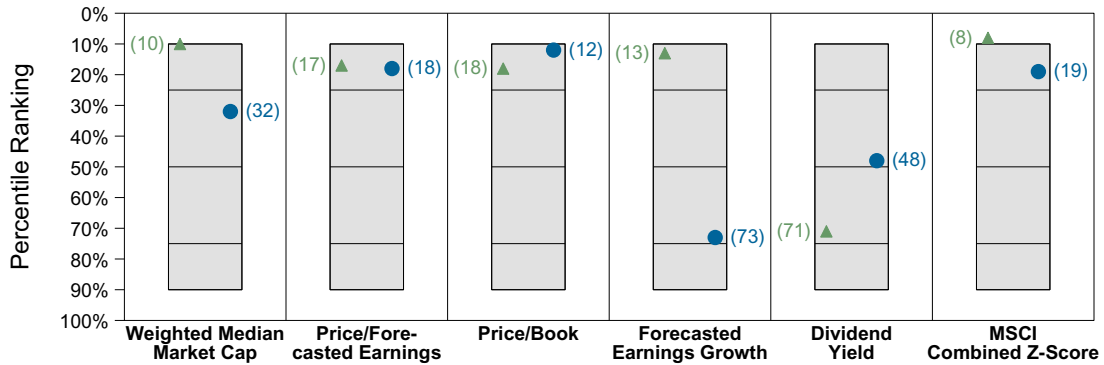 Percentile Ranking
0%
10%
20%
30%
40%
50%
60%
70%
80%
90%
100%
(10)
(32)
(17)
(18)
(18)
(12)
(13)
(73)
(71)
(48)
(8)
(19)
Weighted Median
Market Cap
Price/Fore-
casted Earnings
Price/Book
Forecasted
Earnings Growth
Dividend
Yield
MSCI
Combined Z-Score